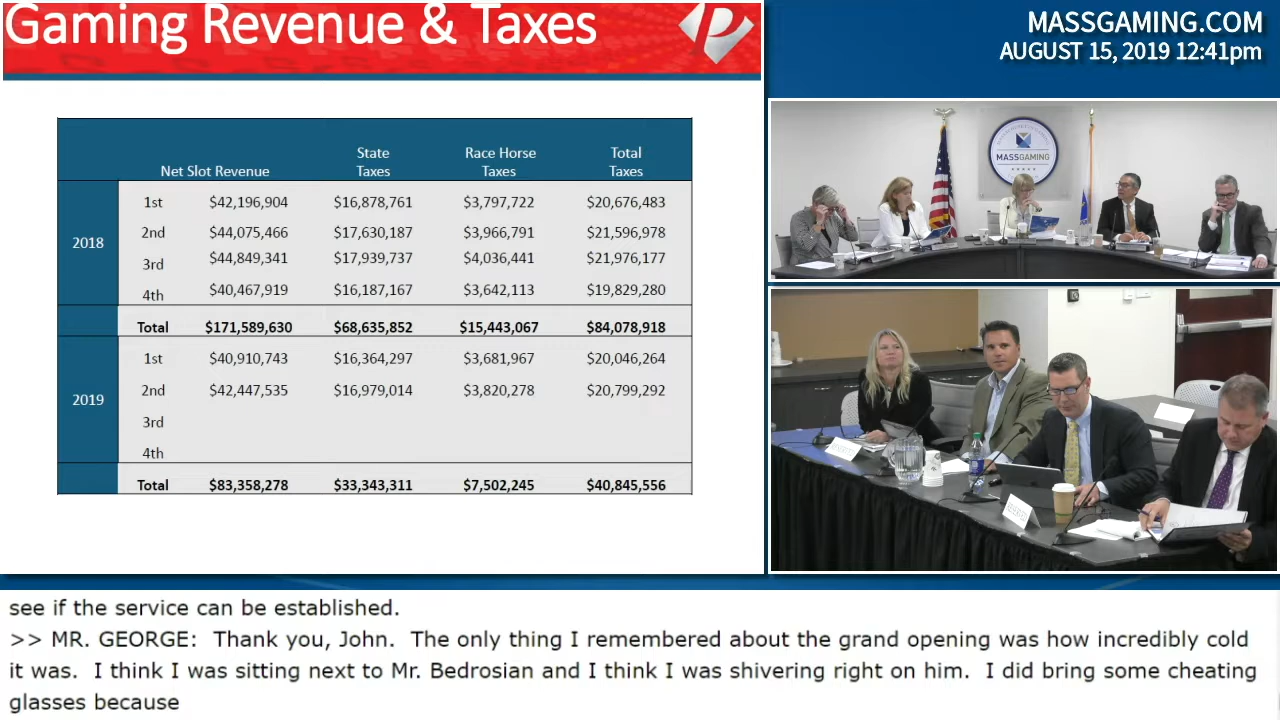 Gaming Revenue & Taxes
MASSGAMING.COM
AUGUST 15, 2019 12:41pm
Net Slot Revenue State Taxes Race Horse Taxes Total Taxes
2018
1st $42,196,904 $16,878,761 $3,797,722 $20,676,483
2nd $44,075,466 $17,630,187 $3,966,791 $21,596,978
3rd $44,849,341 $17,939,737 $4,036,441 $21,976,177
4th $40,467,919 $16,187,167 $3,642,113 $19,829,280
Total $171,589,630 $68,635,852 $15,443,067 $84,078,918
2019
1st $40,910,743 $16,364,297 $3,681,967 $20,046,264
2nd $42,447,535 $16,979,014 $3,820,278 $20,799,292
3rd
4th
Total $83,358,278 $33,343,311 $7,502,245 $40,845,556
MASSGAMING
see if the service can be established.
>> MR. GEORGE: Thank you, John. The only thing I remembered about the grand opening was how incredibly cold
it was. I think I was sitting next to Mr. Bedrosian and I think I was shivering right on him. I did bring some cheating
glasses because